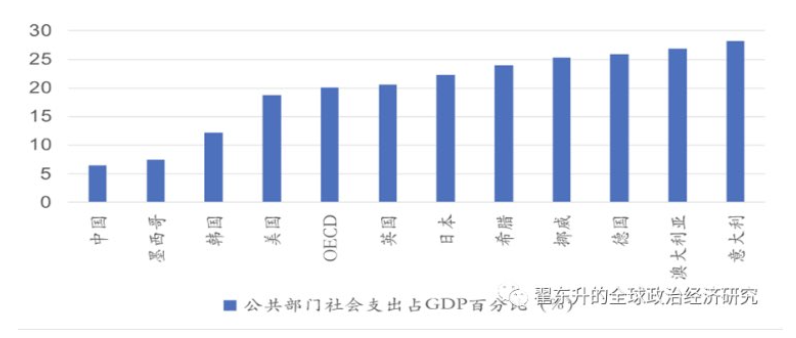 30
25
20
15
10
5
0
中国
墨西哥
韩国
美国
OECD
英国
日本
希腊
挪威
德国
澳大利亚
意大利
公共部门社会支出占GDP百分比(%)
翟东升的全球政治经济研究